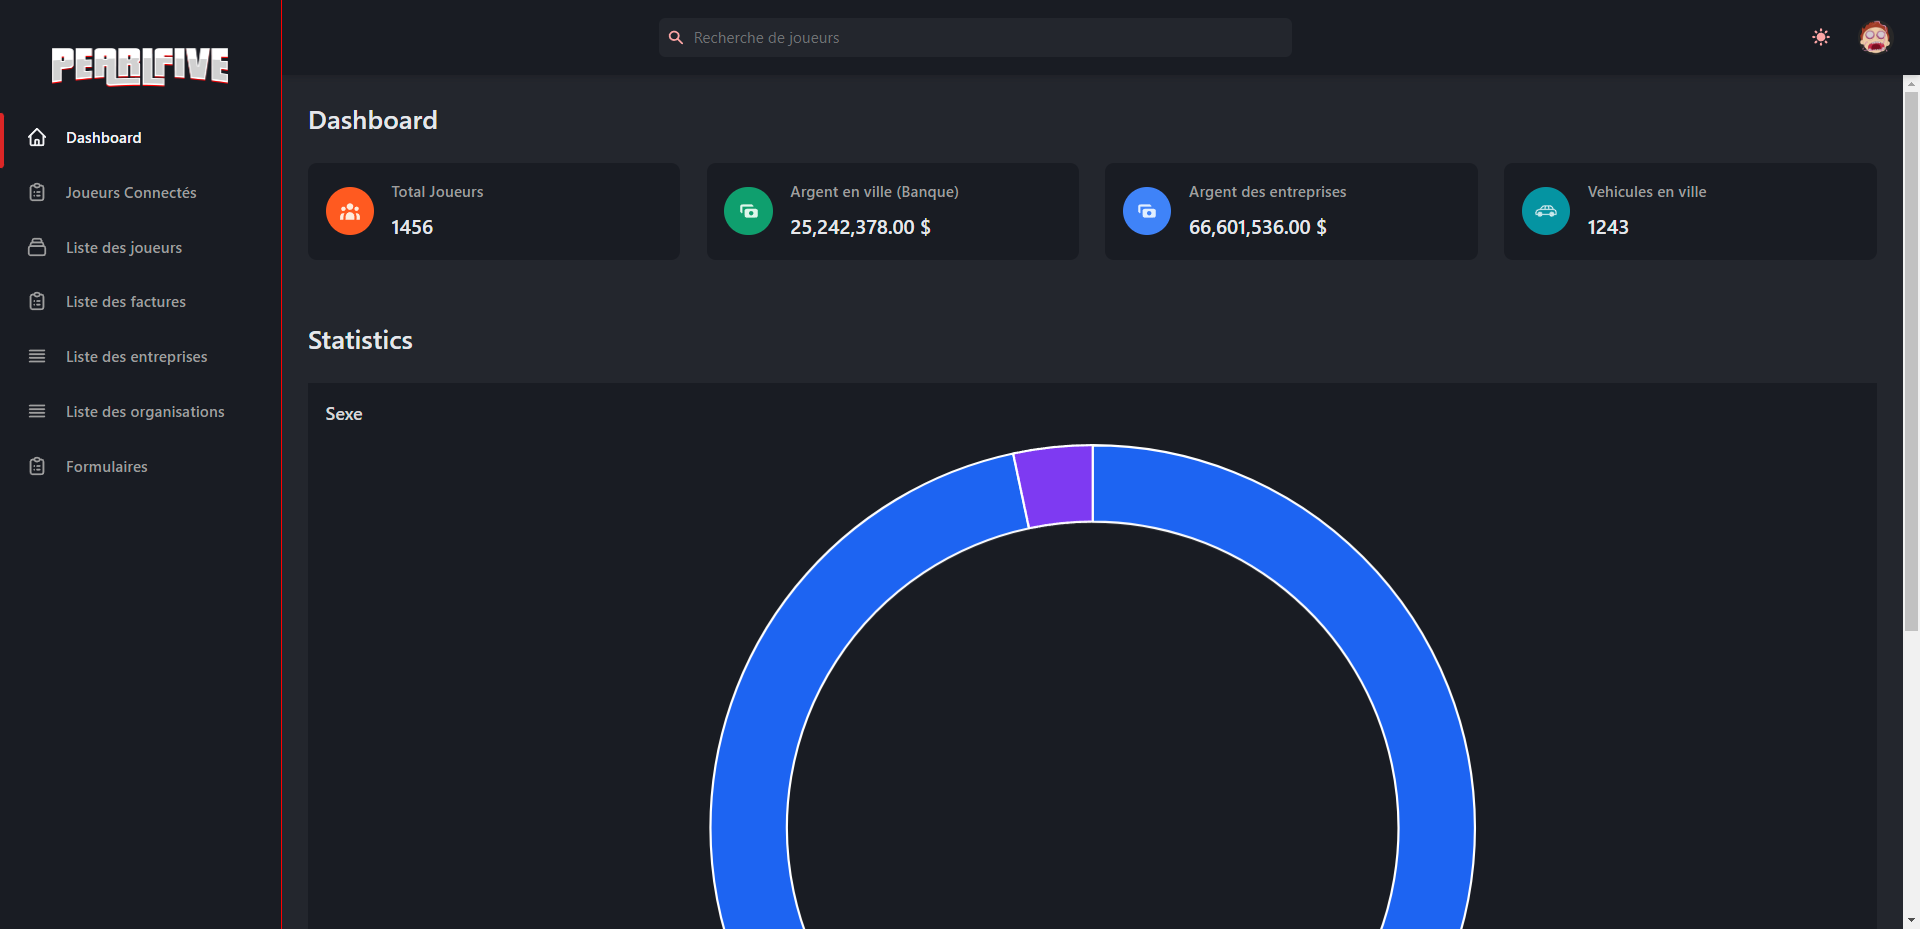 PEARLFIVE
Recherche de joueurs
Dashboard
Joueurs Connectés
Liste des joueurs
Liste des factures
Liste des entreprises
Liste des organisations
Formulaires
Dashboard
Total Joueurs
1456
Argent en ville (Banque)
25,242,378.00 $
Argent des entreprises
66,601,536.00 $
Vehicules en ville
1243
Statistics
Sexe